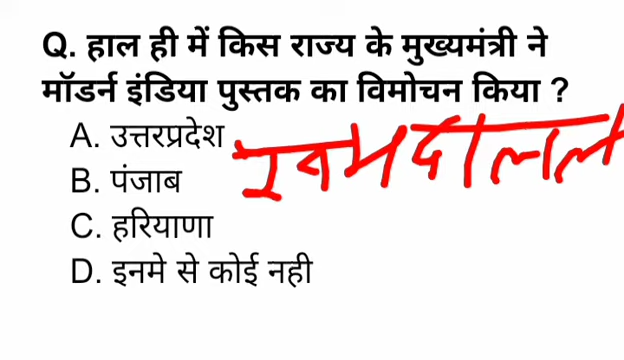 Q. हाल ही में किस राज्य के मुख्यमंत्री ने
मॉडर्न इंडिया पुस्तक का विमोचन किया ?
A. उत्तरप्रदेश
B. पंजाब
C. हरियाणा
D. इनमे से कोई नही